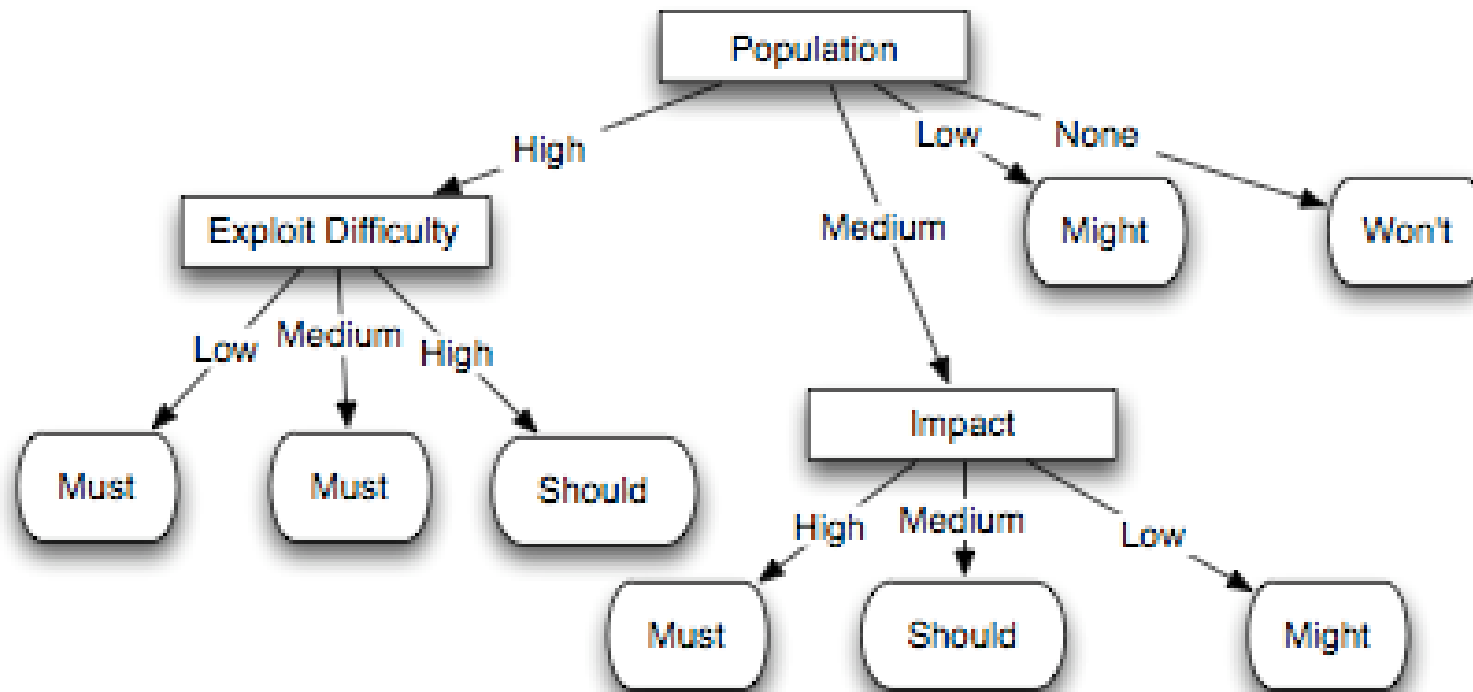 Population
High
Medium
Low
None
Exploit Difficulty
Might
Won't
Low
Medium
High
Must
Must
Should
Impact
High
Medium
Low
Must
Should
Might